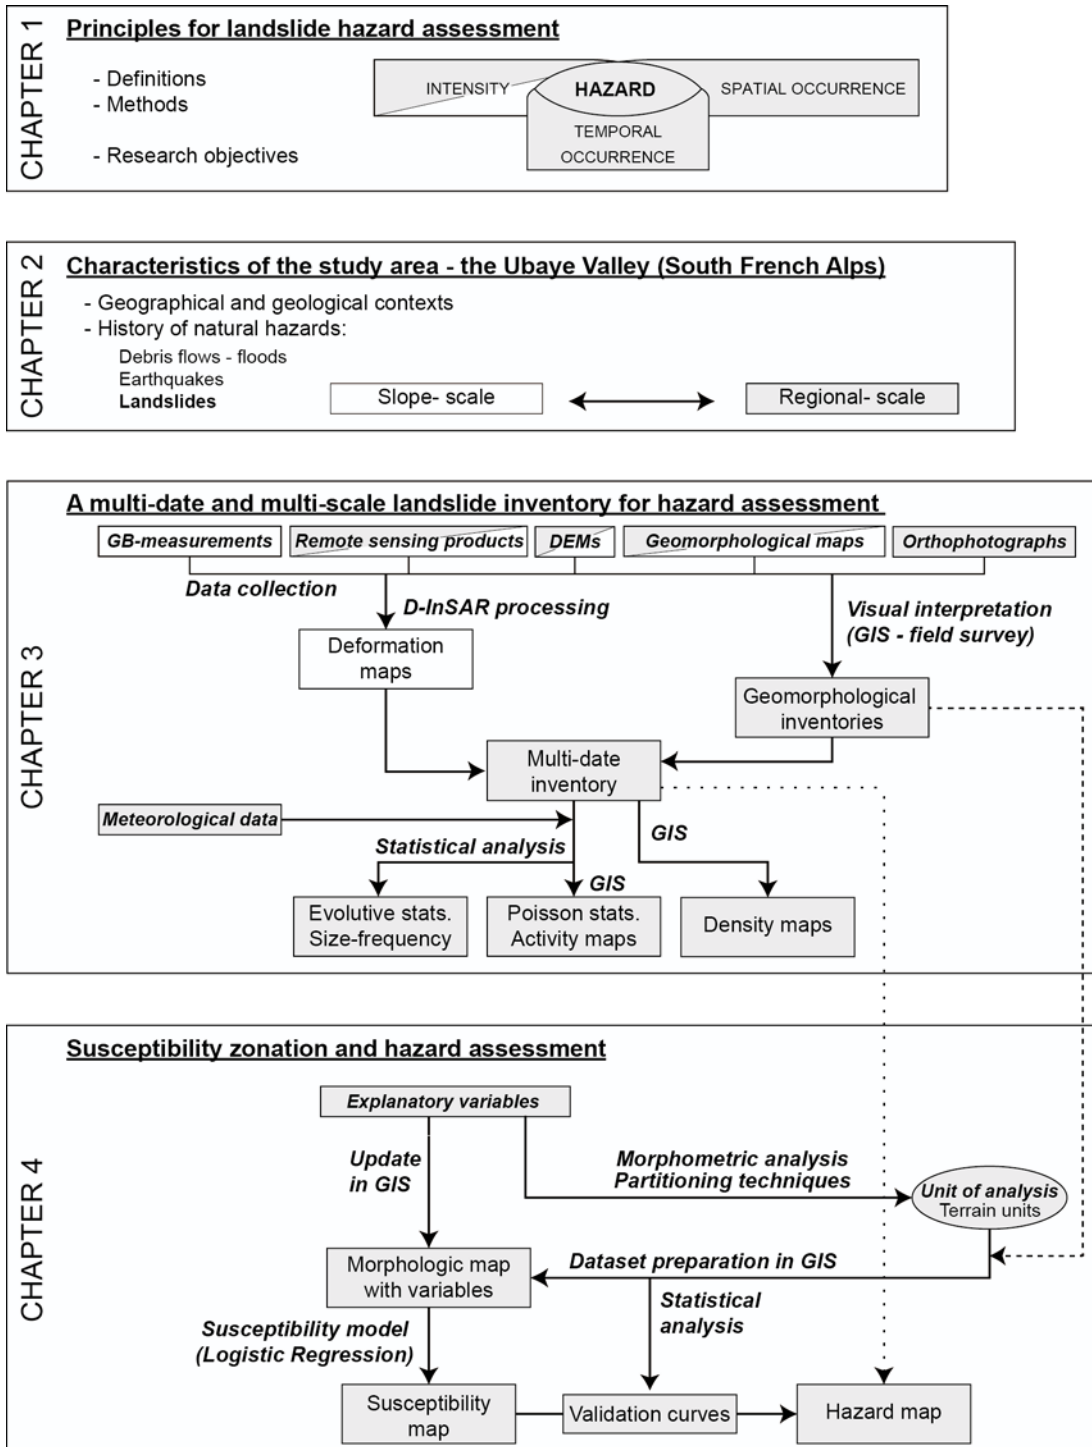 CHAPTER 1
Principles for landslide hazard assessment
- Definitions
- Methods
- Research objectives
INTENSITY
HAZARD
SPATIAL OCCURRENCE
TEMPORAL
OCCURRENCE
CHAPTER 2
Characteristics of the study area - the Ubaye Valley (South French Alps)
- Geographical and geological contexts
- History of natural hazards:
Debris flows - floods
Earthquakes
Landslides
Slope- scale
Regional- scale
CHAPTER 3
A multi-date and multi-scale landslide inventory for hazard assessment
GB-measurements
Remote sensing products
DEMs
Geomorphological maps
Orthophotographs
Data collection
D-InSAR processing
Visual interpretation
(GIS - field survey)
Deformation
maps
Geomorphological
inventories
Multi-date
inventory
Meteorological data
Statistical analysis
GIS
GIS
Evolutive stats.
Size-frequency
Poisson stats.
Activity maps
Density maps
CHAPTER 4
Susceptibility zonation and hazard assessment
Explanatory variables
Update
in GIS
Morphometric analysis
Partitioning techniques
Unit of analysis
Terrain units
Morphologic map
with variables
Dataset preparation in GIS
Statistical
analysis
Susceptibility model
(Logistic Regression)
Susceptibility
map
Validation curves
Hazard map